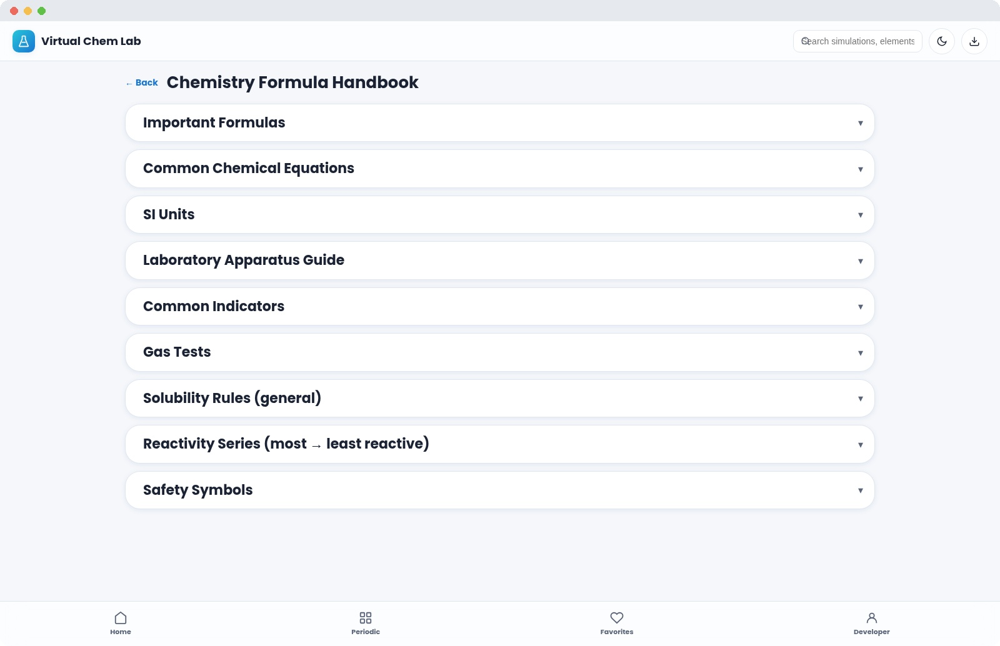 Virtual Chem Lab
Search simulations, elements
← Back
Chemistry Formula Handbook
Important Formulas
Common Chemical Equations
SI Units
Laboratory Apparatus Guide
Common Indicators
Gas Tests
Solubility Rules (general)
Reactivity Series (most → least reactive)
Safety Symbols
Home
Periodic
Favorites
Developer